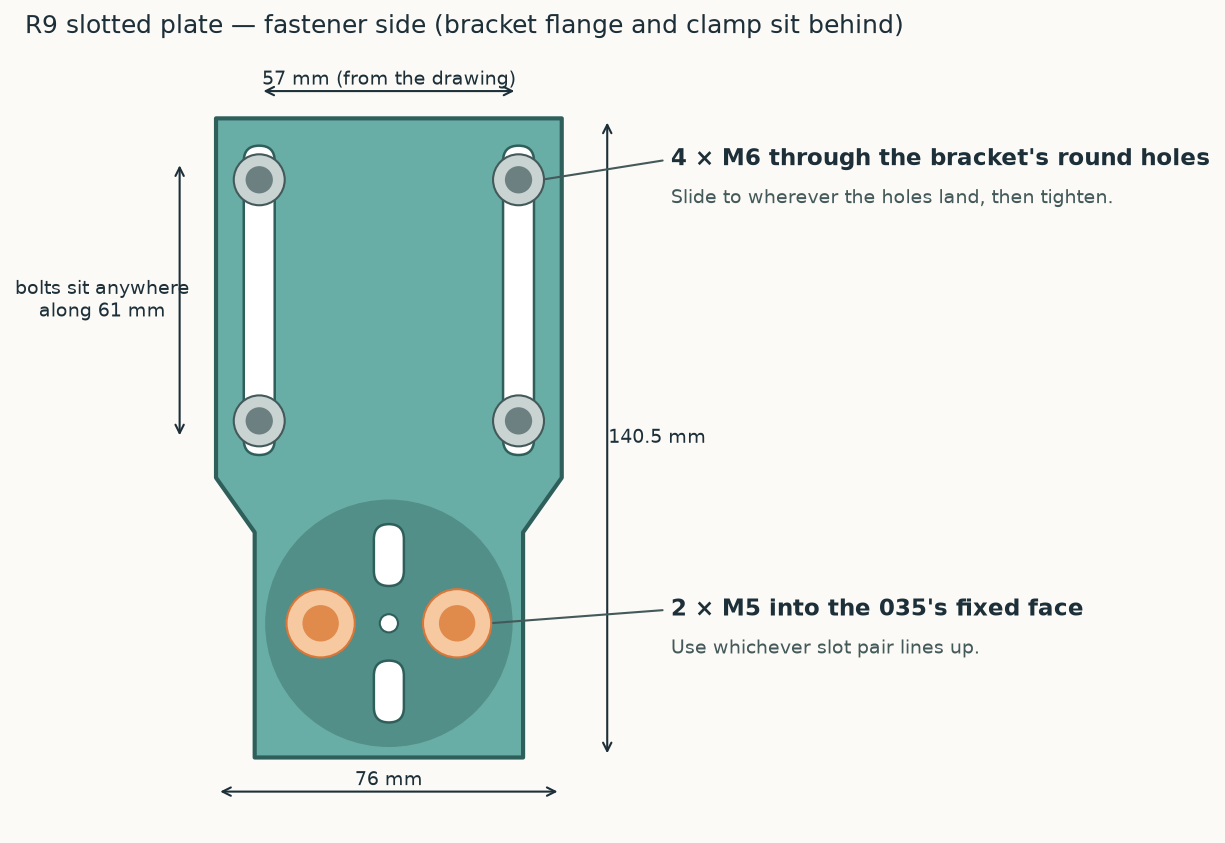 R9 slotted plate — fastener side (bracket flange and clamp sit behind)
57 mm (from the drawing)
4 × M6 through the bracket's round holes
Slide to wherever the holes land, then tighten.
bolts sit anywhere
along 61 mm
140.5 mm
2 × M5 into the 035's fixed face
Use whichever slot pair lines up.
76 mm